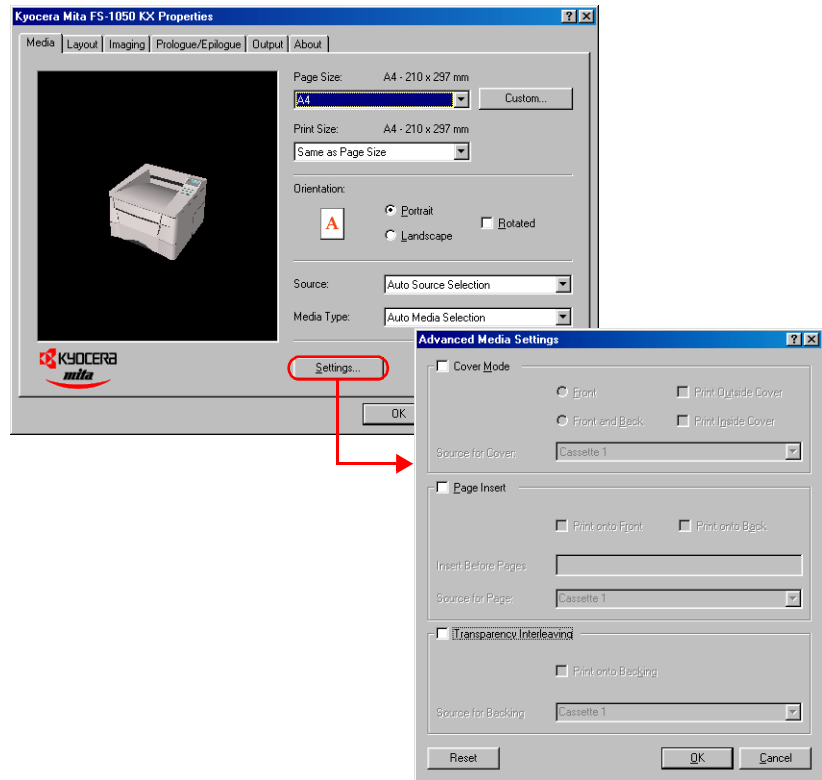 Kyocera Mita FS-1050 KX Properties
Media Layout Imaging Prologue/Epilogue Output About
Page Size: A4 - 210 x 297 mm
A4 Custom...
Print Size: A4 - 210 x 297 mm
Same as Page Size
Orientation:
A Portrait Rotated
Landscape
Source: Auto Source Selection
Media Type: Auto Media Selection
KYOCERA
mita
Settings...
OK
Advanced Media Settings
Cover Mode
Front Print Outside Cover
Front and Back Print Inside Cover
Source for Cover: Cassette 1
Page Insert
Print onto Front Print onto Back
Insert Before Pages
Source for Page: Cassette 1
Transparency Interleaving
Print onto Backing
Source for Backing Cassette 1
Reset OK Cancel